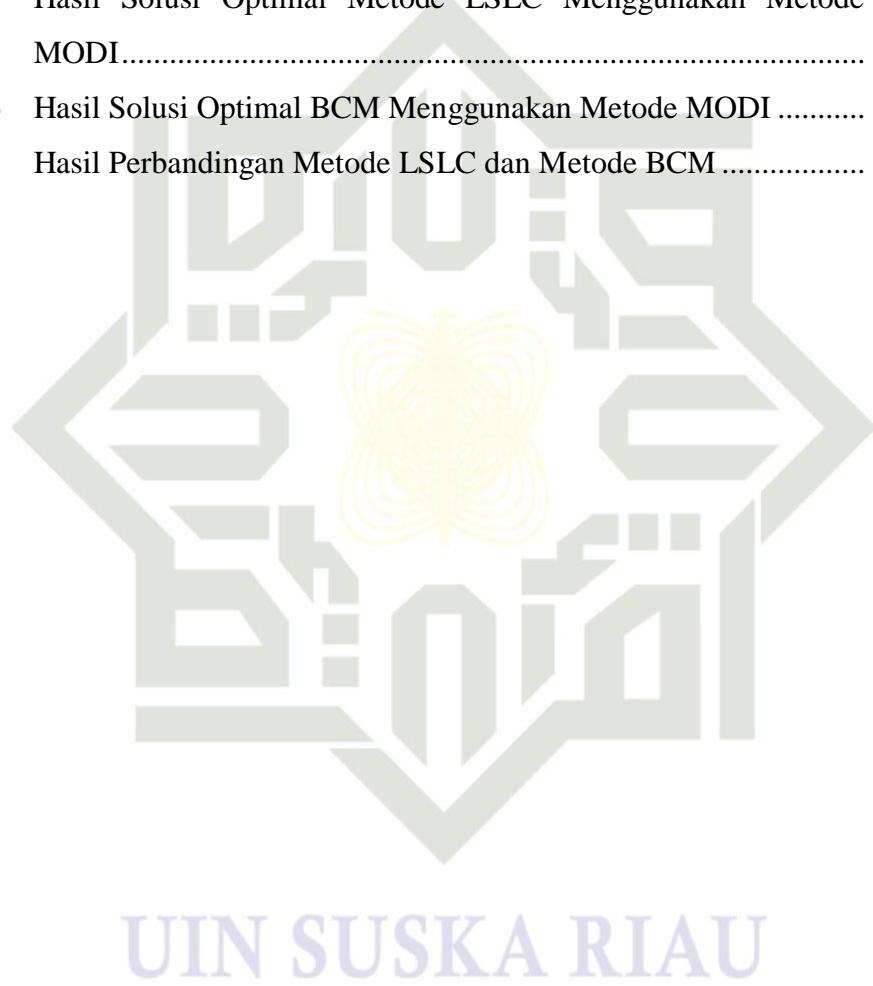 Hasil Solusi Optimal Metode LSLC Menggunakan Metode
MODI.............................................................................................
Hasil Solusi Optimal BCM Menggunakan Metode MODI ...........
Hasil Perbandingan Metode LSLC dan Metode BCM ..................
UIN SUSKA RIAU